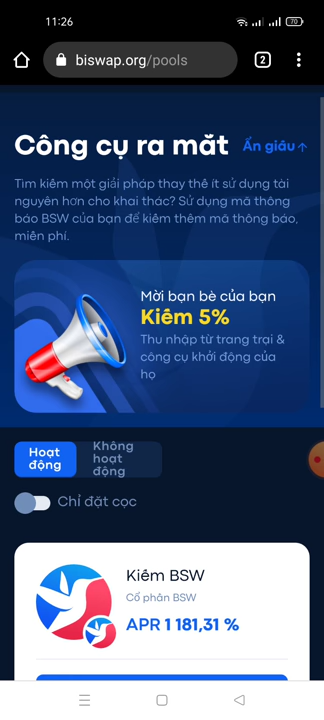 11:26
70
biswap.org/pools
2
Công cụ ra mắt
Ẩn giấu↑
Tìm kiếm một giải pháp thay thế ít sử dụng tài
nguyên hơn cho khai thác? Sử dụng mã thông
báo BSW của bạn để kiếm thêm mã thông báo,
miễn phí.
Mời bạn bè của bạn
Kiếm 5%
Thu nhập từ trang trại &
công cụ khởi động của
họ
Hoạt
động
Không
hoạt
động
Chỉ đặt cọc
Kiếm BSW
Cổ phần BSW
APR 1 181,31 %